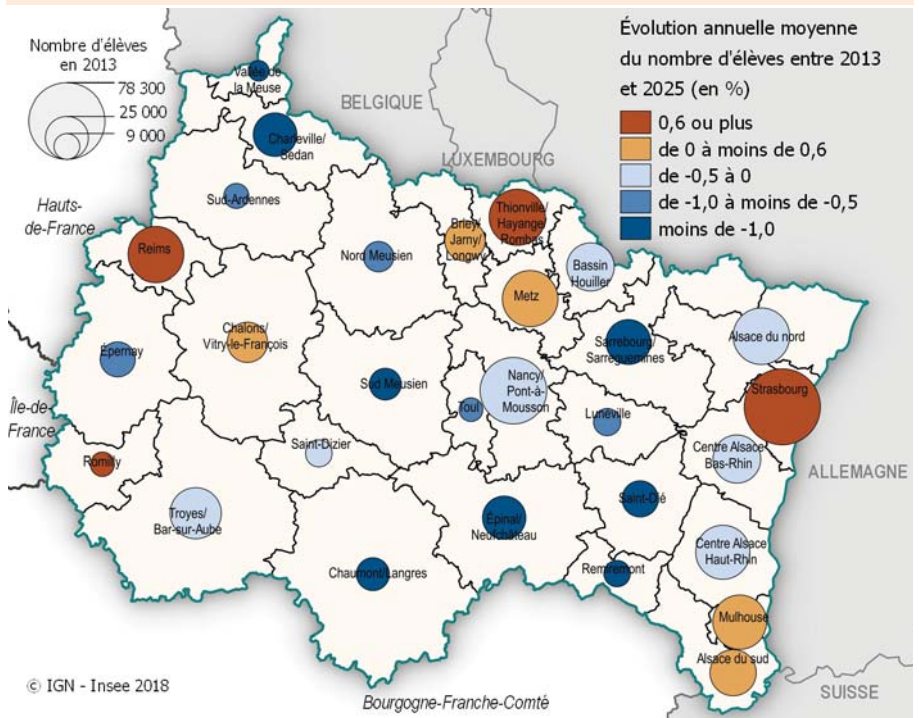 Nombre d'élèves
en 2013
78 300
25 000
9 000
Évolution annuelle moyenne
du nombre d'élèves entre 2013
et 2025 (en %)
0,6 ou plus
de 0 à moins de 0,6
de -0,5 à 0
de -1,0 à moins de -0,5
moins de -1,0
BELGIQUE
LUXEMBOURG
Hauts-
de-France
Île-de-
France
ALLEMAGNE
SUISSE
Bourgogne-Franche-Comté
Vallée de
la Meuse
Charleville/
Sedan
Sud-Ardennes
Reims
Nord Meusien
Briey/
Jarny/
Longwy
Thionville/
Hayange/
Rombas
Metz
Bassin
Houiller
Châlons/
Vitry-le-François
Épernay
Sud Meusien
Nancy/
Pont-à-
Mousson
Toul
Lunéville
Sarrebourg/
Sarreguemines
Alsace du nord
Strasbourg
Centre Alsace
Bas-Rhin
Romilly
Saint-Dizier
Troyes/
Bar-sur-Aube
Épinal/
Neufchâteau
Saint-Dié
Centre Alsace
Haut-Rhin
Chaumont/Langres
Remiremont
Mulhouse
Alsace du sud
© IGN - Insee 2018